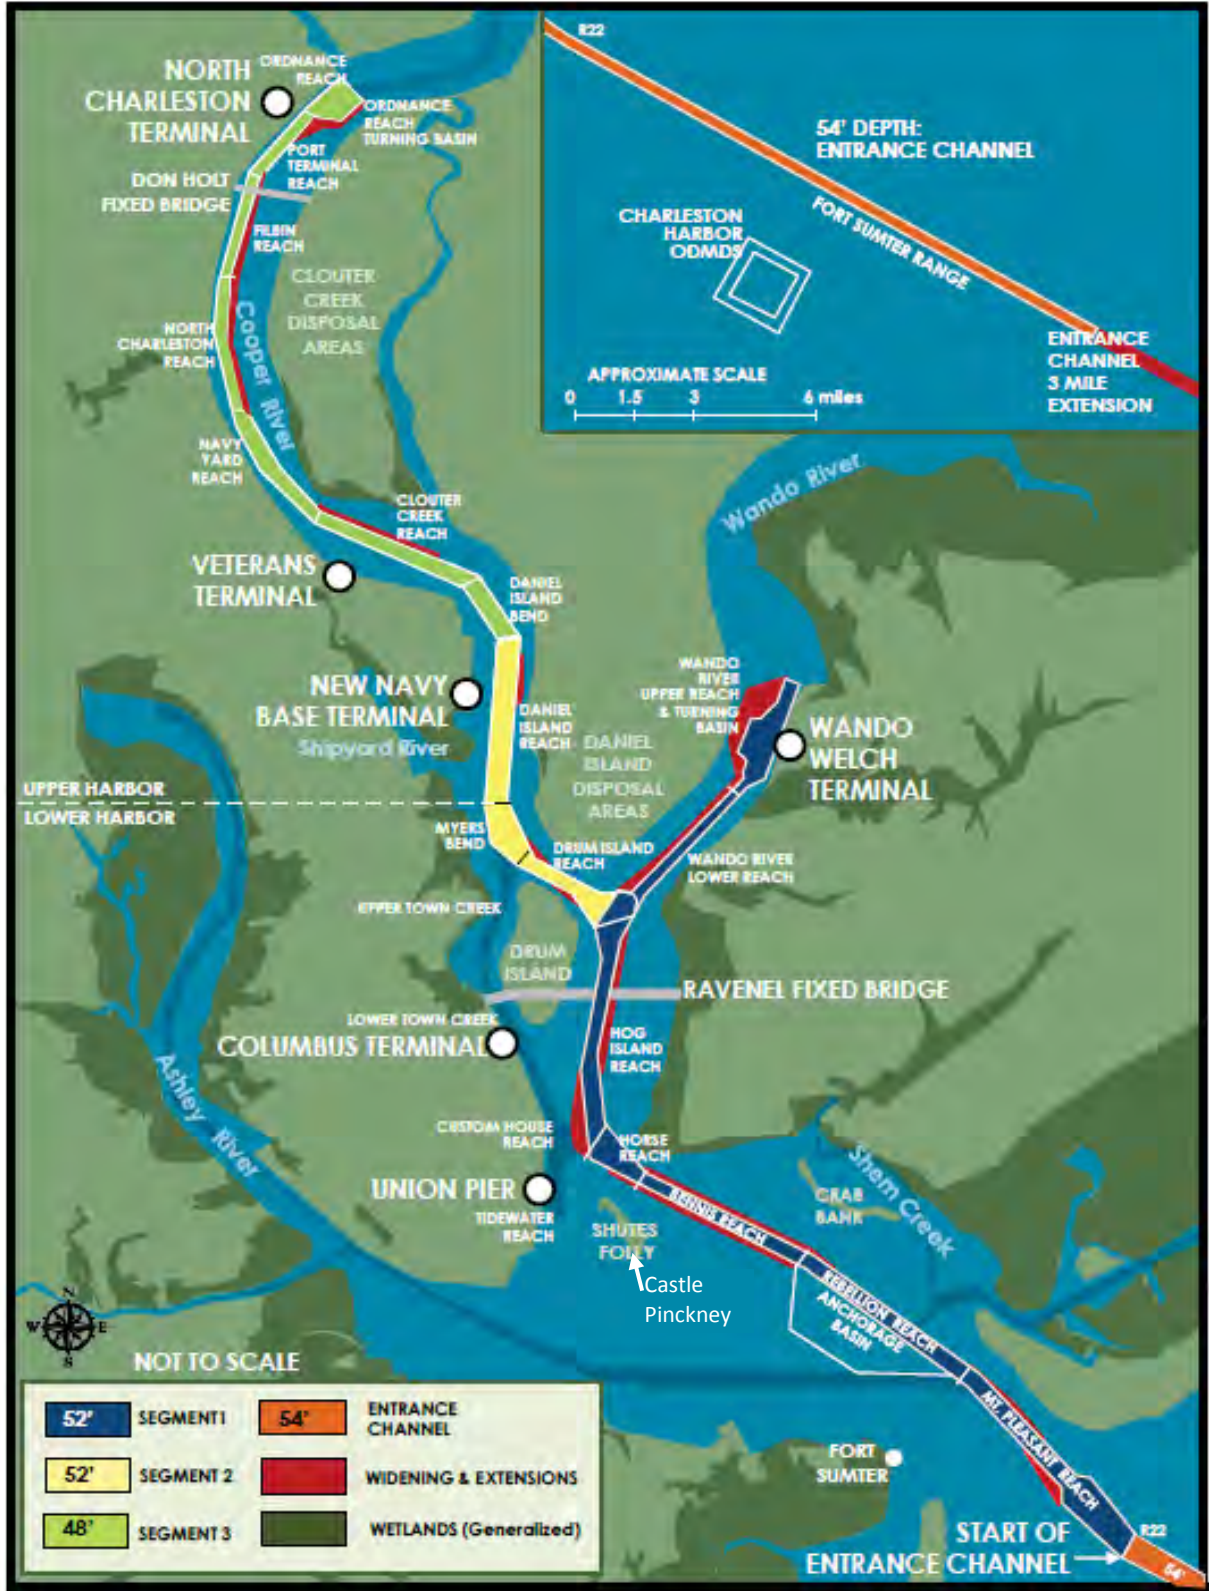 R22
54' DEPTH:
ENTRANCE CHANNEL
FORT SUMTER RANGE
CHARLESTON
HARBOR
ODMDS
ENTRANCE
CHANNEL
3 MILE
EXTENSION
APPROXIMATE SCALE
0 1.5 3 6 miles
NORTH
CHARLESTON
TERMINAL
ORDNANCE
REACH
ORDNANCE
REACH
TURNING BASIN
PORT
TERMINAL
REACH
DON HOLT
FIXED BRIDGE
FILBIN
REACH
CLOUTER
CREEK
DISPOSAL
AREAS
NORTH
CHARLESTON
REACH
Cooper River
NAVY
YARD
REACH
CLOUTER
CREEK
REACH
Wando River
VETERANS
TERMINAL
DANIEL
ISLAND
BEND
NEW NAVY
BASE TERMINAL
Shipyard River
DANIEL
ISLAND
REACH
DANIEL
ISLAND
DISPOSAL
AREAS
WANDO
RIVER
UPPER REACH
& TURNING
BASIN
WANDO
WELCH
TERMINAL
UPPER HARBOR
LOWER HARBOR
MYERS
BEND
DRUM ISLAND
REACH
WANDO RIVER
LOWER REACH
UPPER TOWN CREEK
DRUM
ISLAND
RAVENEL FIXED BRIDGE
LOWER TOWN CREEK
COLUMBUS TERMINAL
HOG
ISLAND
REACH
Ashley River
CUSTOM HOUSE
REACH
HORSE
REACH
UNION PIER
TIDEWATER
REACH
BENNIS REACH
SHUTES
FOLLY
Castle
Pinckney
CRAB
BANK
Shem Creek
REBELLION REACH
ANCHORAGE
BASIN
MT. PLEASANT REACH
FORT
SUMTER
START OF
ENTRANCE CHANNEL
R22
54'
N
W E
S
NOT TO SCALE
52' SEGMENT 1
54' ENTRANCE
CHANNEL
52' SEGMENT 2
WIDENING & EXTENSIONS
48' SEGMENT 3
WETLANDS (Generalized)